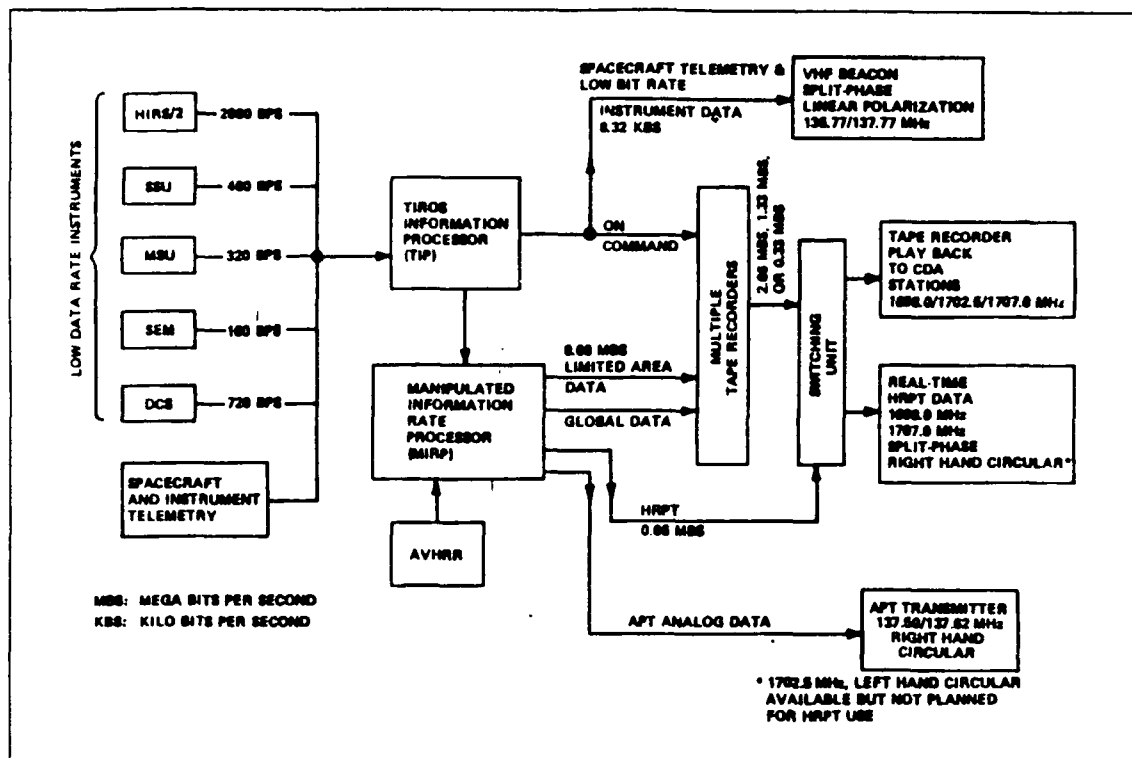 LOW DATA RATE INSTRUMENTS
HIRS/2
2880 BPS
SSU
480 BPS
MSU
320 BPS
SEM
160 BPS
DCS
720 BPS
SPACECRAFT
AND INSTRUMENT
TELEMETRY
MBS: MEGA BITS PER SECOND
KBS: KILO BITS PER SECOND
TIROS
INFORMATION
PROCESSOR
(TIP)
MANIPULATED
INFORMATION
RATE
PROCESSOR
(MIRP)
AVHRR
SPACECRAFT TELEMETRY &
LOW BIT RATE
INSTRUMENT DATA
8.32 KBS
ON
COMMAND
LIMITED AREA
DATA
GLOBAL DATA
HRPT
APT ANALOG DATA
MULTIPLE
TAPE RECORDERS
2.66 MBS, 1.33 MBS,
OR 0.33 MBS
SWITCHING
UNIT
VHF BEACON
SPLIT-PHASE
LINEAR POLARIZATION
136.77/137.77 MHz
TAPE RECORDER
PLAY BACK
TO CDA
STATIONS
1698.0/1702.5/1707.0 MHz
REAL-TIME
HRPT DATA
1698.0 MHz
1707.0 MHz
SPLIT-PHASE
RIGHT HAND CIRCULAR*
APT TRANSMITTER
137.50/137.62 MHz
RIGHT HAND
CIRCULAR
* 1702.5 MHz, LEFT HAND CIRCULAR
AVAILABLE BUT NOT PLANNED
FOR HRPT USE